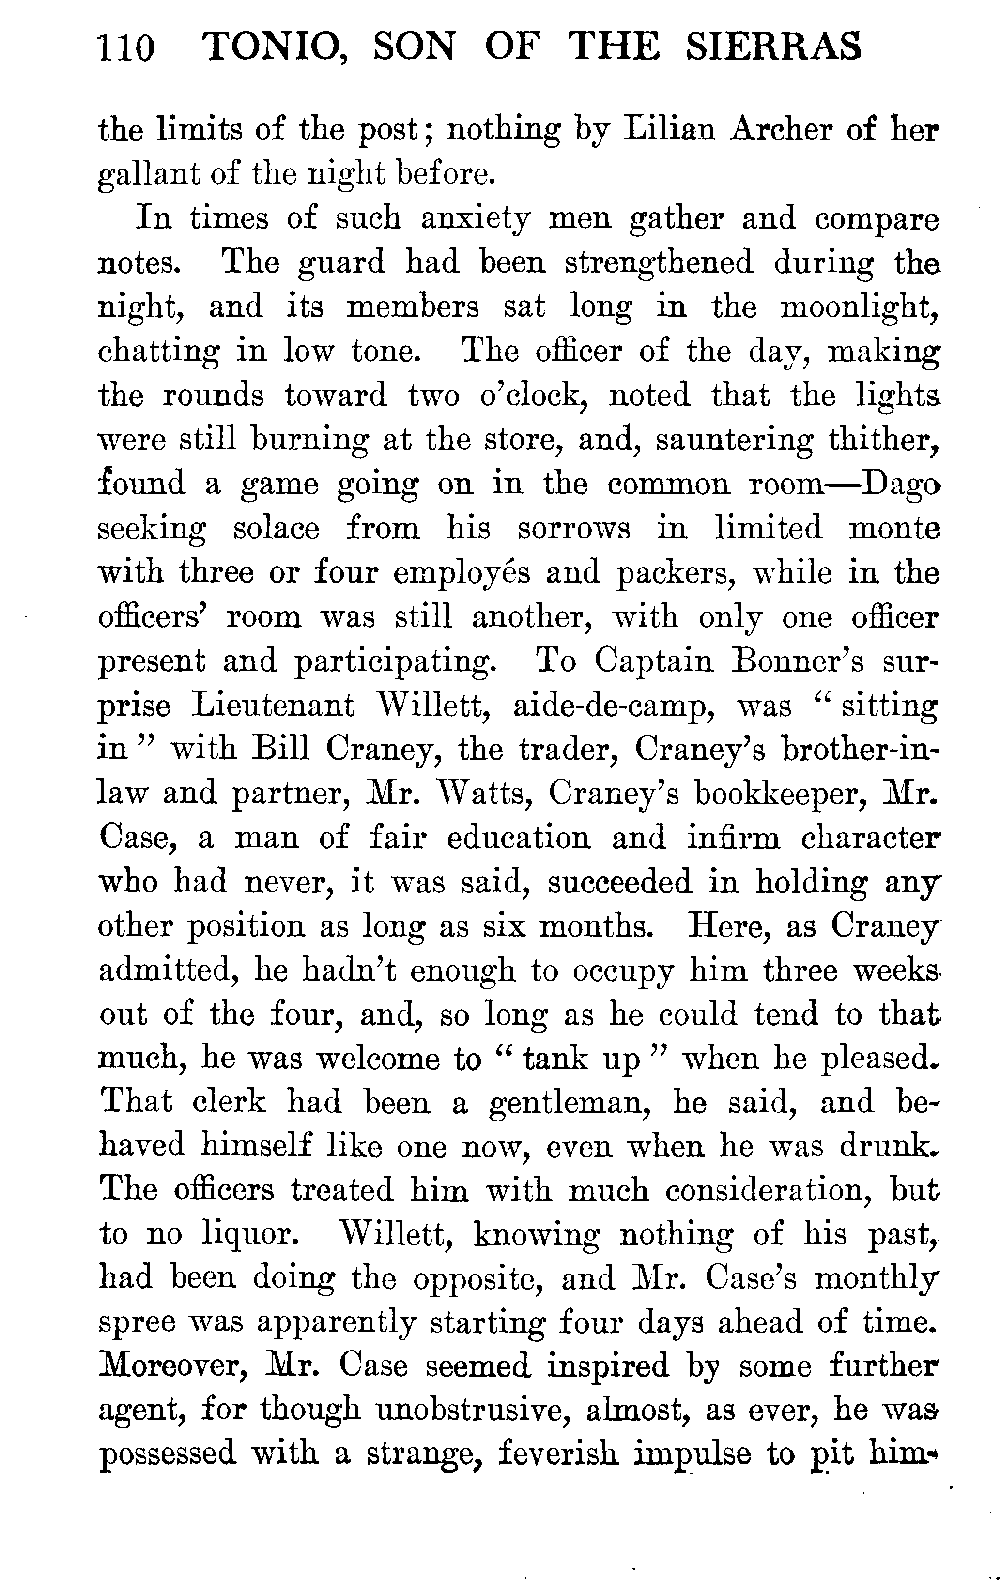 110 TONIO, SON OF THE SIERRAS
the limits of the post; nothing by Lilian Archer of her
gallant of the night before.
In times of such anxiety men gather and compare
notes. The guard had been strengthened during the
night, and its members sat long in the moonlight,
chatting in low tone. The officer of the day, making
the rounds toward two o'clock, noted that the lights
were still burning at the store, and, sauntering thither,
found a game going on in the common room—Dago
seeking solace from his sorrows in limited monte
with three or four employés and packers, while in the
officers' room was still another, with only one officer
present and participating. To Captain Bonner's sur-
prise Lieutenant Willett, aide-de-camp, was “ sitting
in ” with Bill Craney, the trader, Craney's brother-in-
law and partner, Mr. Watts, Craney's bookkeeper, Mr.
Case, a man of fair education and infirm character
who had never, it was said, succeeded in holding any
other position as long as six months. Here, as Craney
admitted, he hadn't enough to occupy him three weeks
out of the four, and, so long as he could tend to that
much, he was welcome to “ tank up ” when he pleased.
That clerk had been a gentleman, he said, and be-
haved himself like one now, even when he was drunk.
The officers treated him with much consideration, but
to no liquor. Willett, knowing nothing of his past,
had been doing the opposite, and Mr. Case's monthly
spree was apparently starting four days ahead of time.
Moreover, Mr. Case seemed inspired by some further
agent, for though unobstrusive, almost, as ever, he was
possessed with a strange, feverish impulse to pit him-